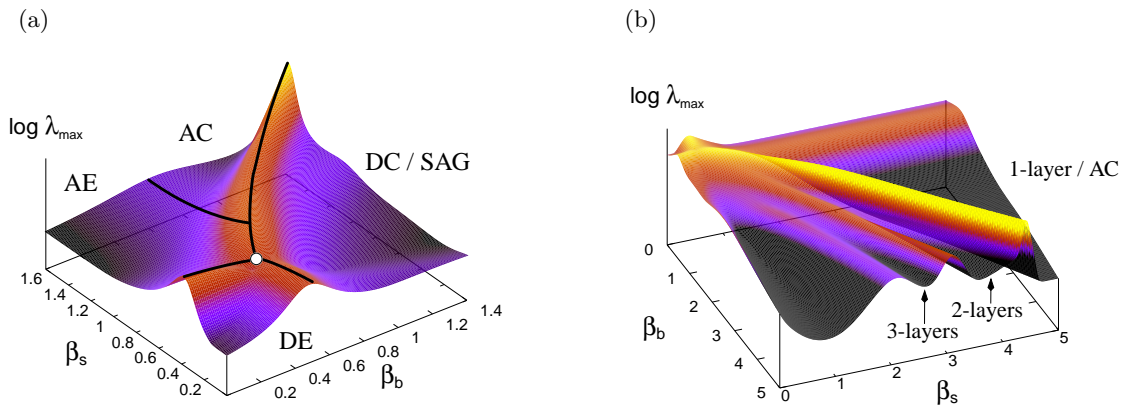 (a)
(b)
log λmax
AC
DC / SAG
AE
DE
1.6
1.4
1.2
1
0.8
0.6
0.4
0.2
βs
0.2
0.4
0.6
0.8
1
1.2
1.4
βb
log λmax
1-layer / AC
2-layers
3-layers
0
1
2
3
4
5
βb
0
1
2
3
4
5
βs